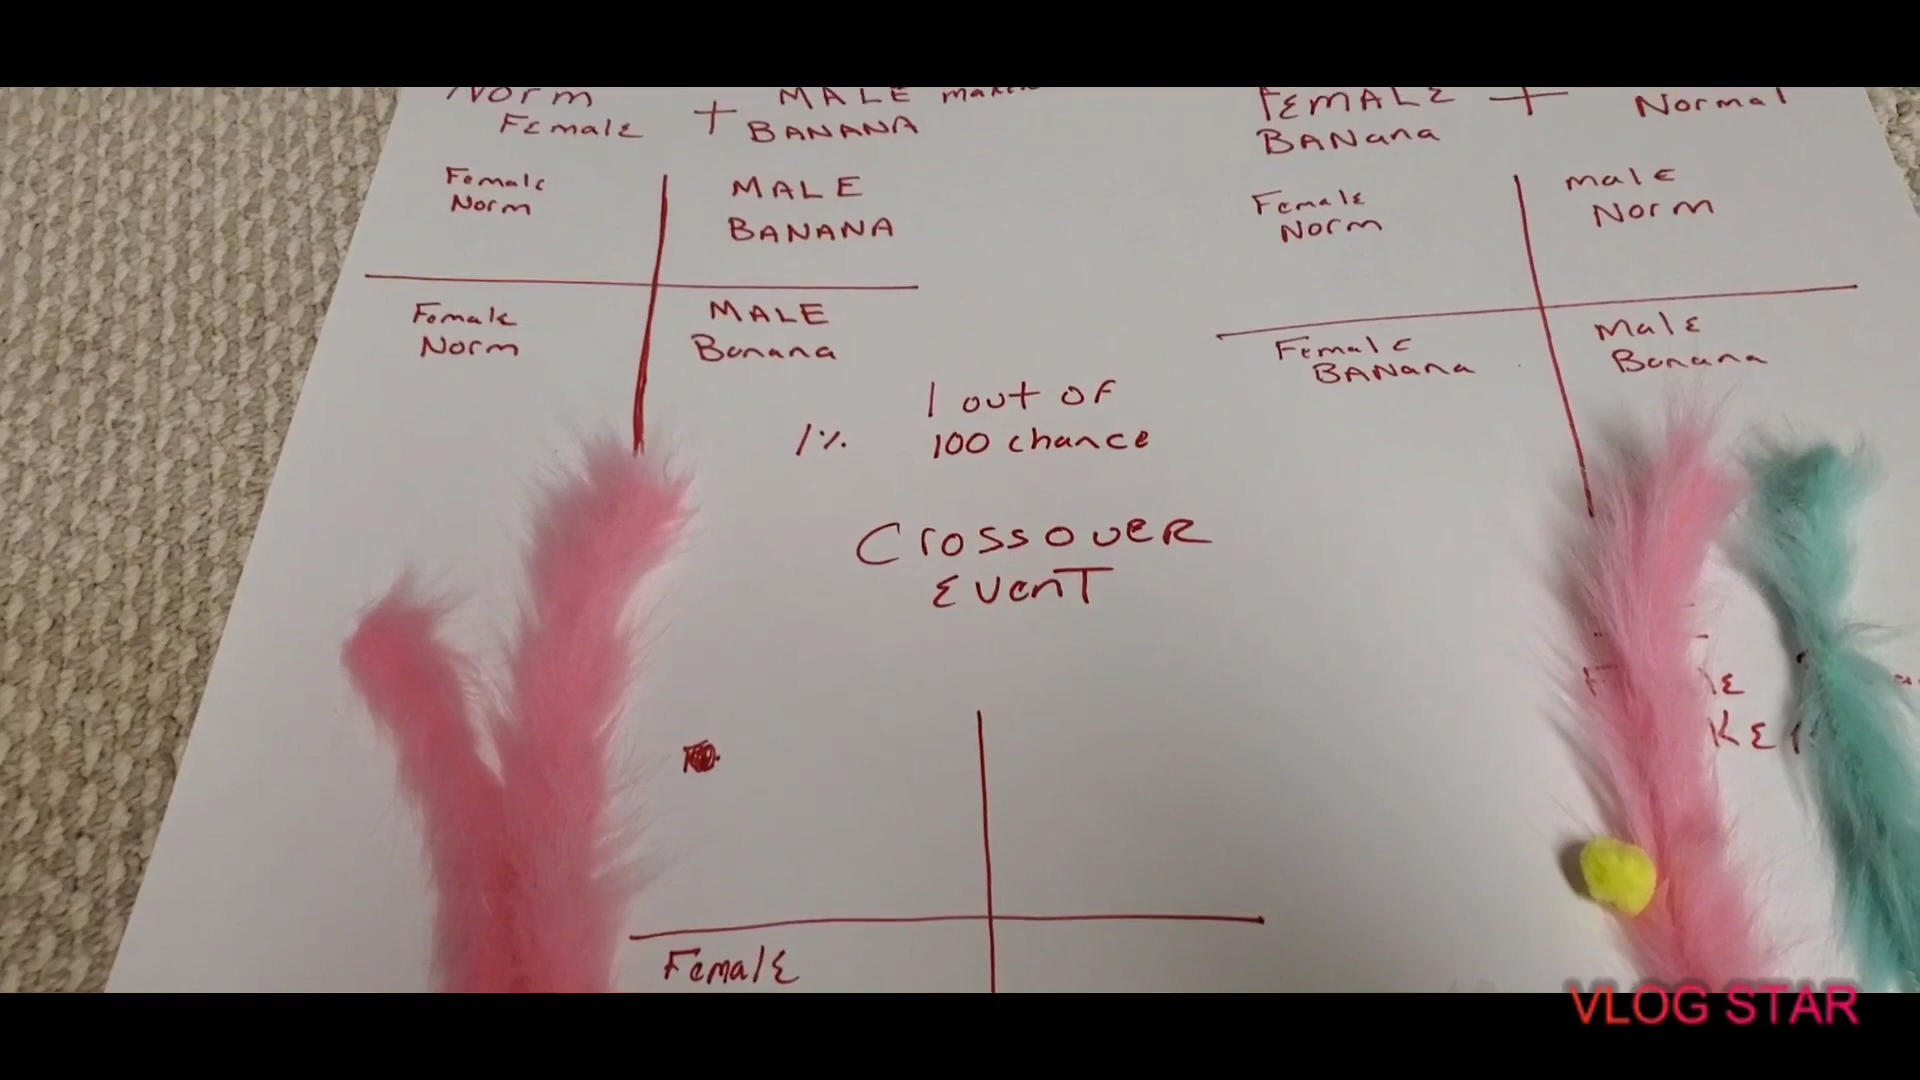 Norm
Female + MALE
BANANA
Female
Norm
MALE
BANANA
Female
Norm
MALE
Banana
FEMALE + Normal
BANana
Female
Norm
male
Norm
Female
BANana
Male
Banana
1 out of
1% 100 chance
Crossover
EvenT
Female
VLOG STAR